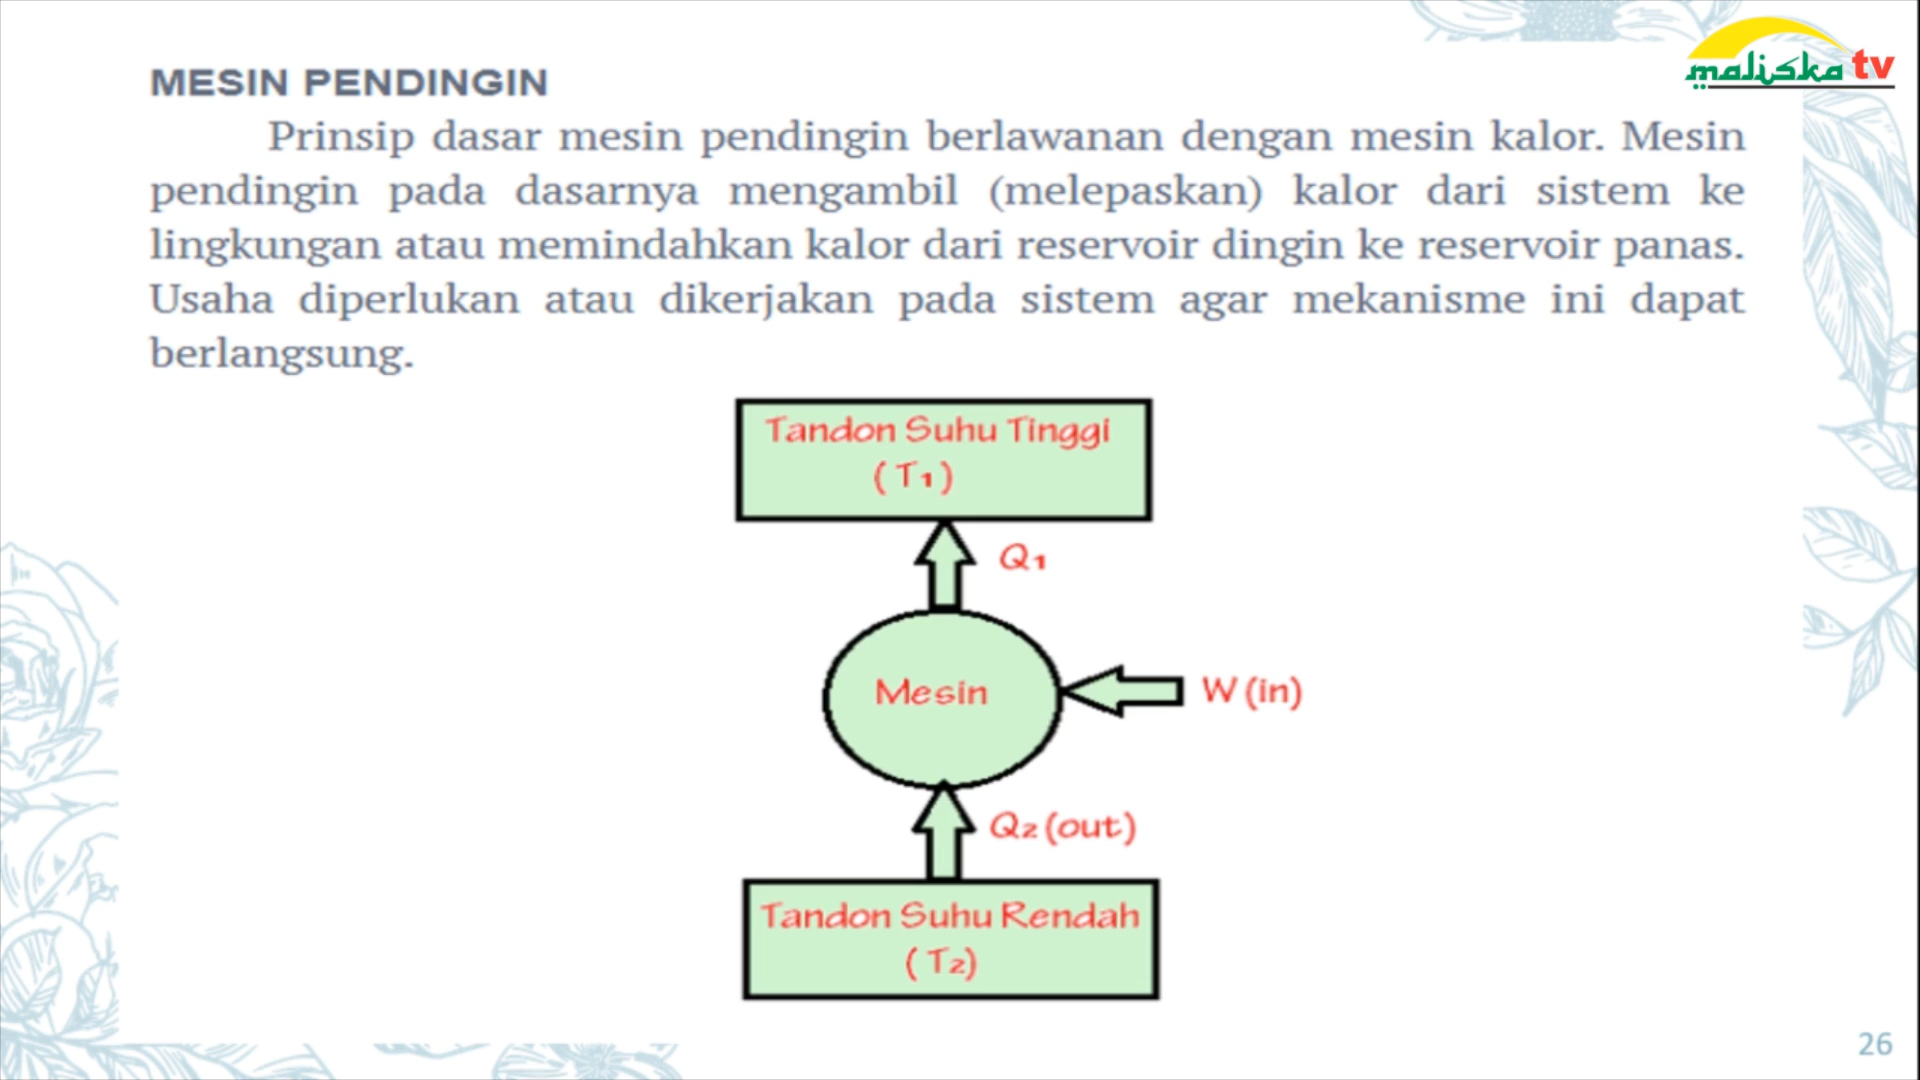 maliska tv
MESIN PENDINGIN
Prinsip dasar mesin pendingin berlawanan dengan mesin kalor. Mesin
pendingin pada dasarnya mengambil (melepaskan) kalor dari sistem ke
lingkungan atau memindahkan kalor dari reservoir dingin ke reservoir panas.
Usaha diperlukan atau dikerjakan pada sistem agar mekanisme ini dapat
berlangsung.
Tandon Suhu Tinggi
( T1 )
Q1
Mesin
W (in)
Q2 (out)
Tandon Suhu Rendah
( T2)
26